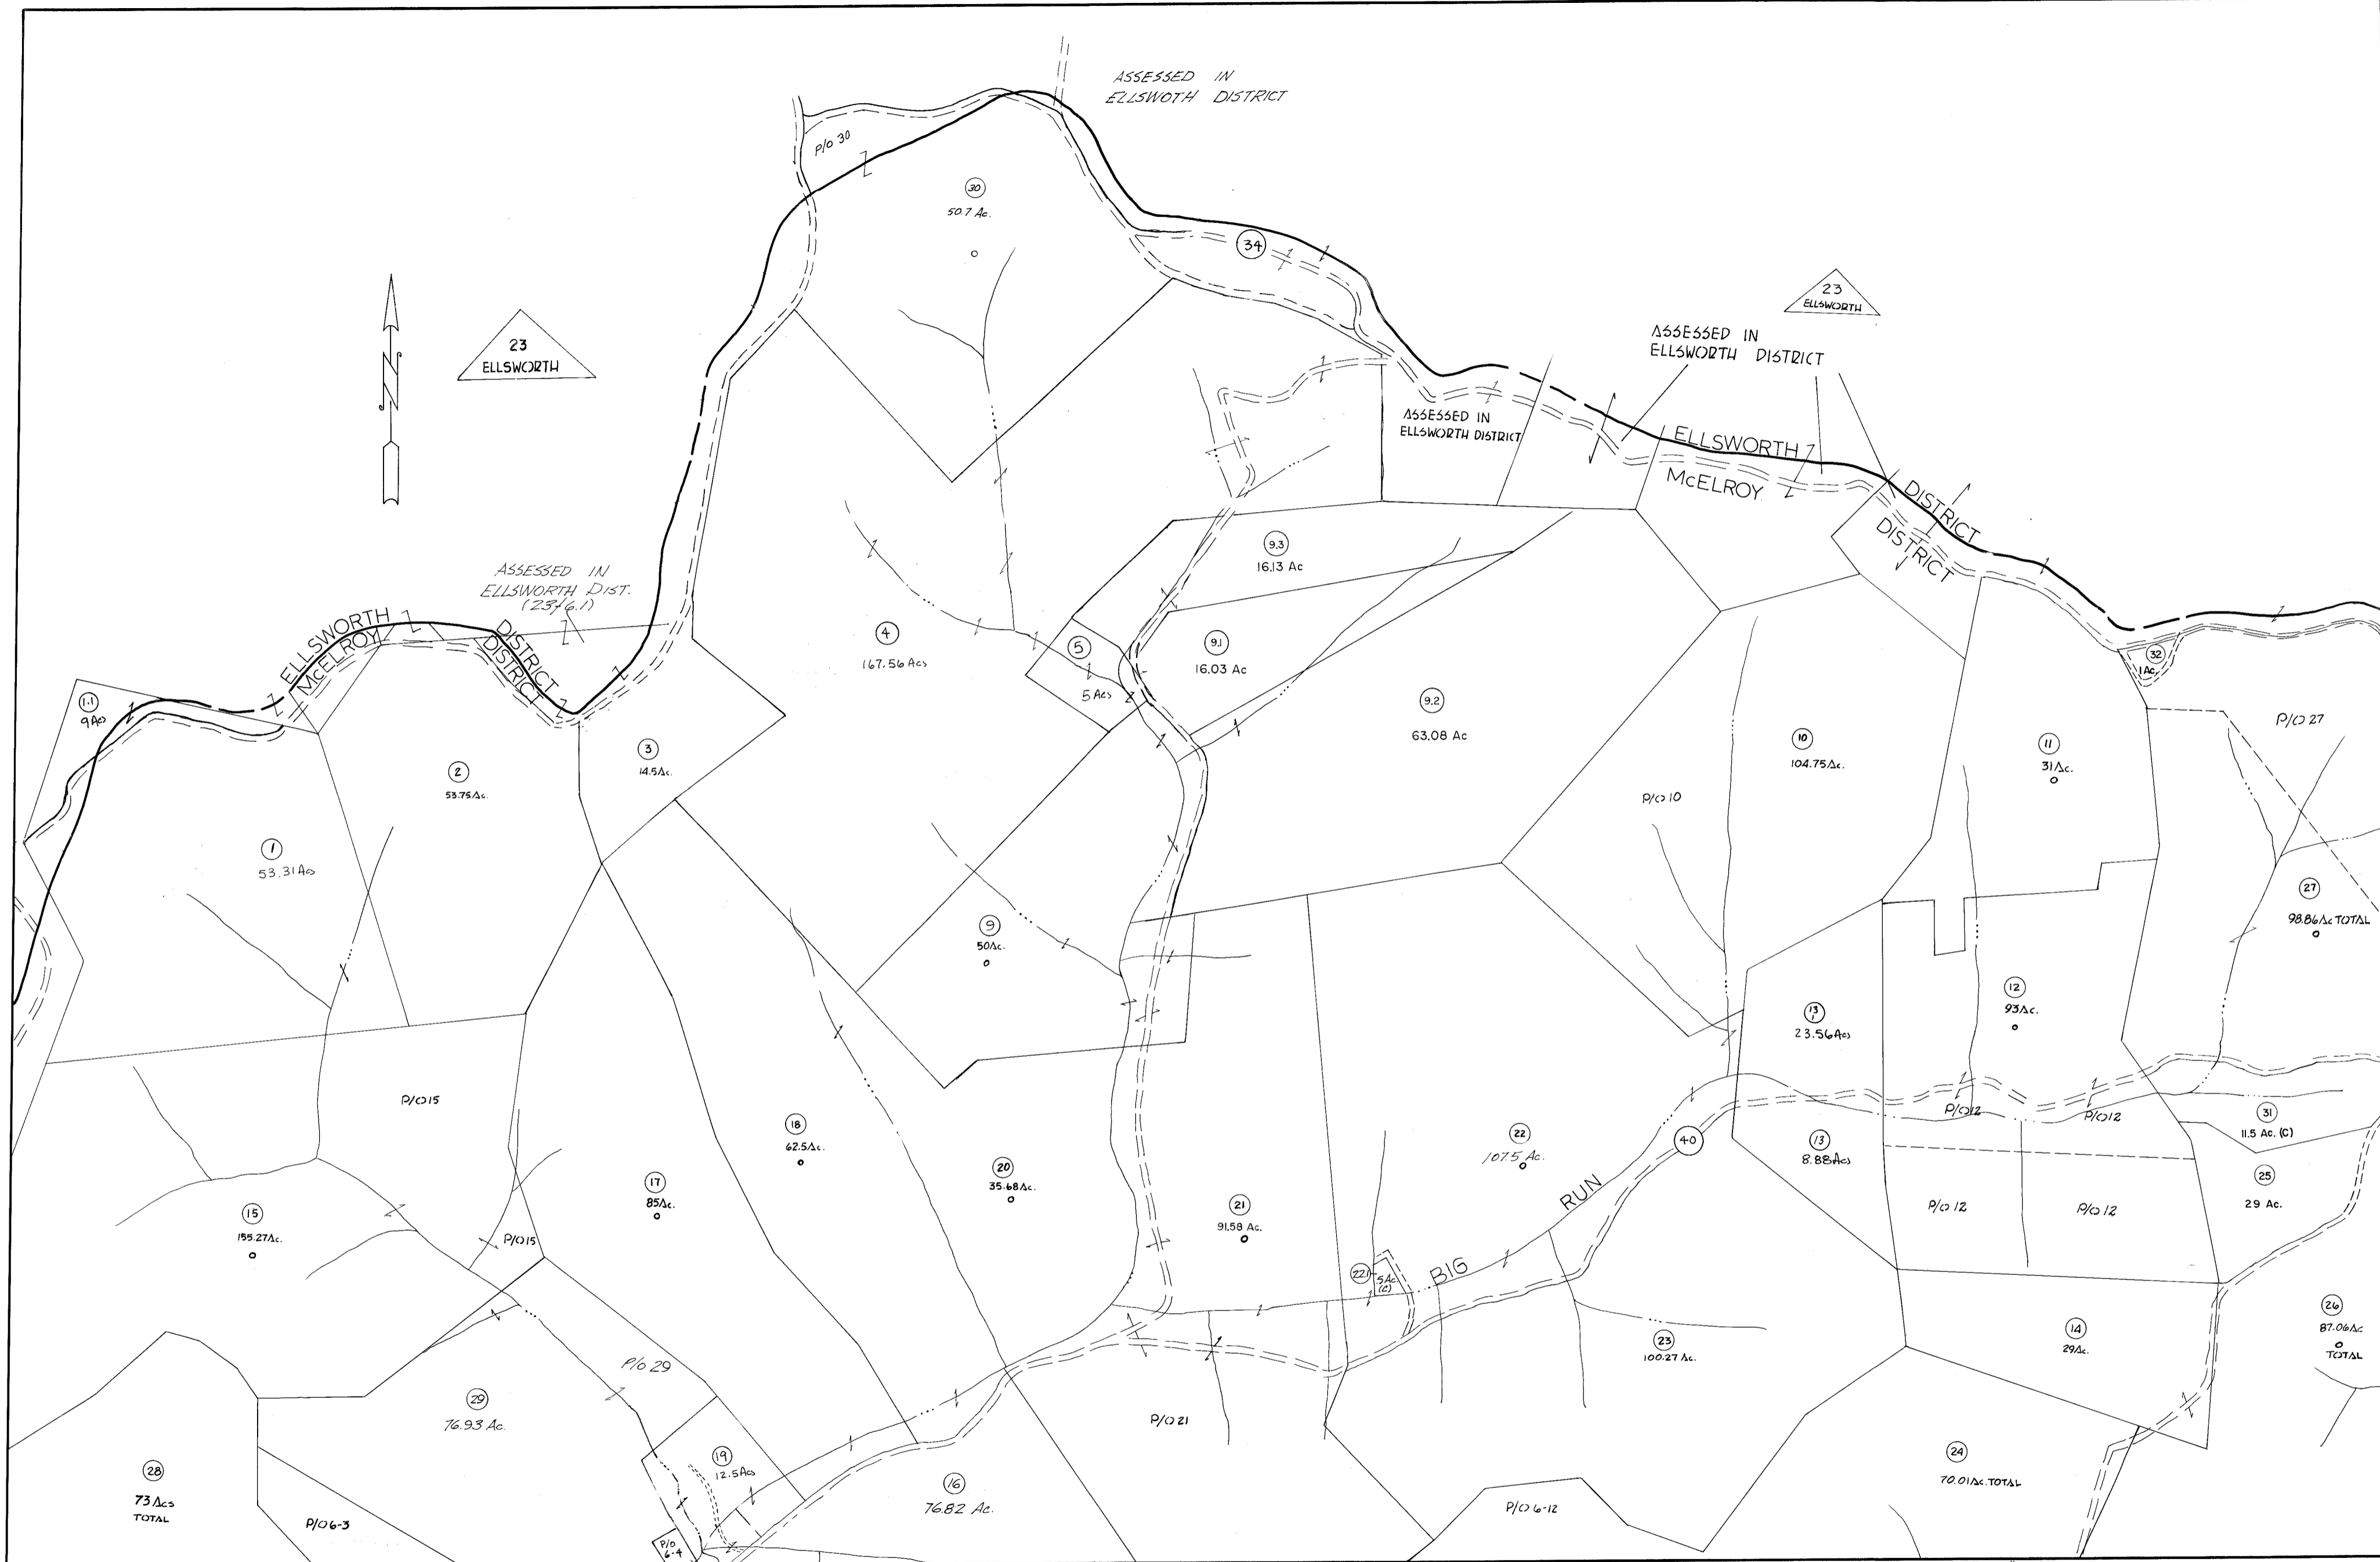 ASSESSED IN
ELLSWOTH DISTRICT
P/O 30
30
50.7 Ac.
34
N
23
ELLSWORTH
23
ELLSWORTH
ASSESSED IN
ELLSWORTH DISTRICT
ASSESSED IN
ELLSWORTH DISTRICT
ELLSWORTH
DISTRICT
McELROY
DISTRICT
ASSESSED IN
ELLSWORTH DIST.
(23/6.1)
ELLSWORTH
DISTRICT
McELROY
DISTRICT
9.3
16.13 Ac
4
167.56 Acs
5
5 Acs
9.1
16.03 Ac
9.2
63.08 Ac
32
1Ac.
1.1
9Acs
P/O 27
3
14.5Ac.
2
53.75Ac.
10
104.75Ac.
11
31Ac.
P/O 10
1
53.31Acs
27
98.86Ac TOTAL
9
50Ac.
12
93Ac.
13
1
23.56Acs
P/O 15
P/O 12
P/O 12
31
11.5 Ac. (C)
18
62.5Ac.
22
107.5 Ac.
40
13
8.88Acs
20
35.68Ac.
17
85Ac.
25
29 Ac.
RUN
BIG
21
91.58 Ac.
P/O 12
P/O 12
15
155.27Ac.
P/O 15
22.1
5Ac.
(C)
26
87.06Ac
TOTAL
14
29Ac.
23
100.27 Ac.
P/O 29
29
76.93 Ac.
P/O 21
19
12.5Acs
24
70.01Ac. TOTAL
28
73 Acs
TOTAL
16
76.82 Ac.
P/O 6-12
P/O 6-3
P/O
6-4